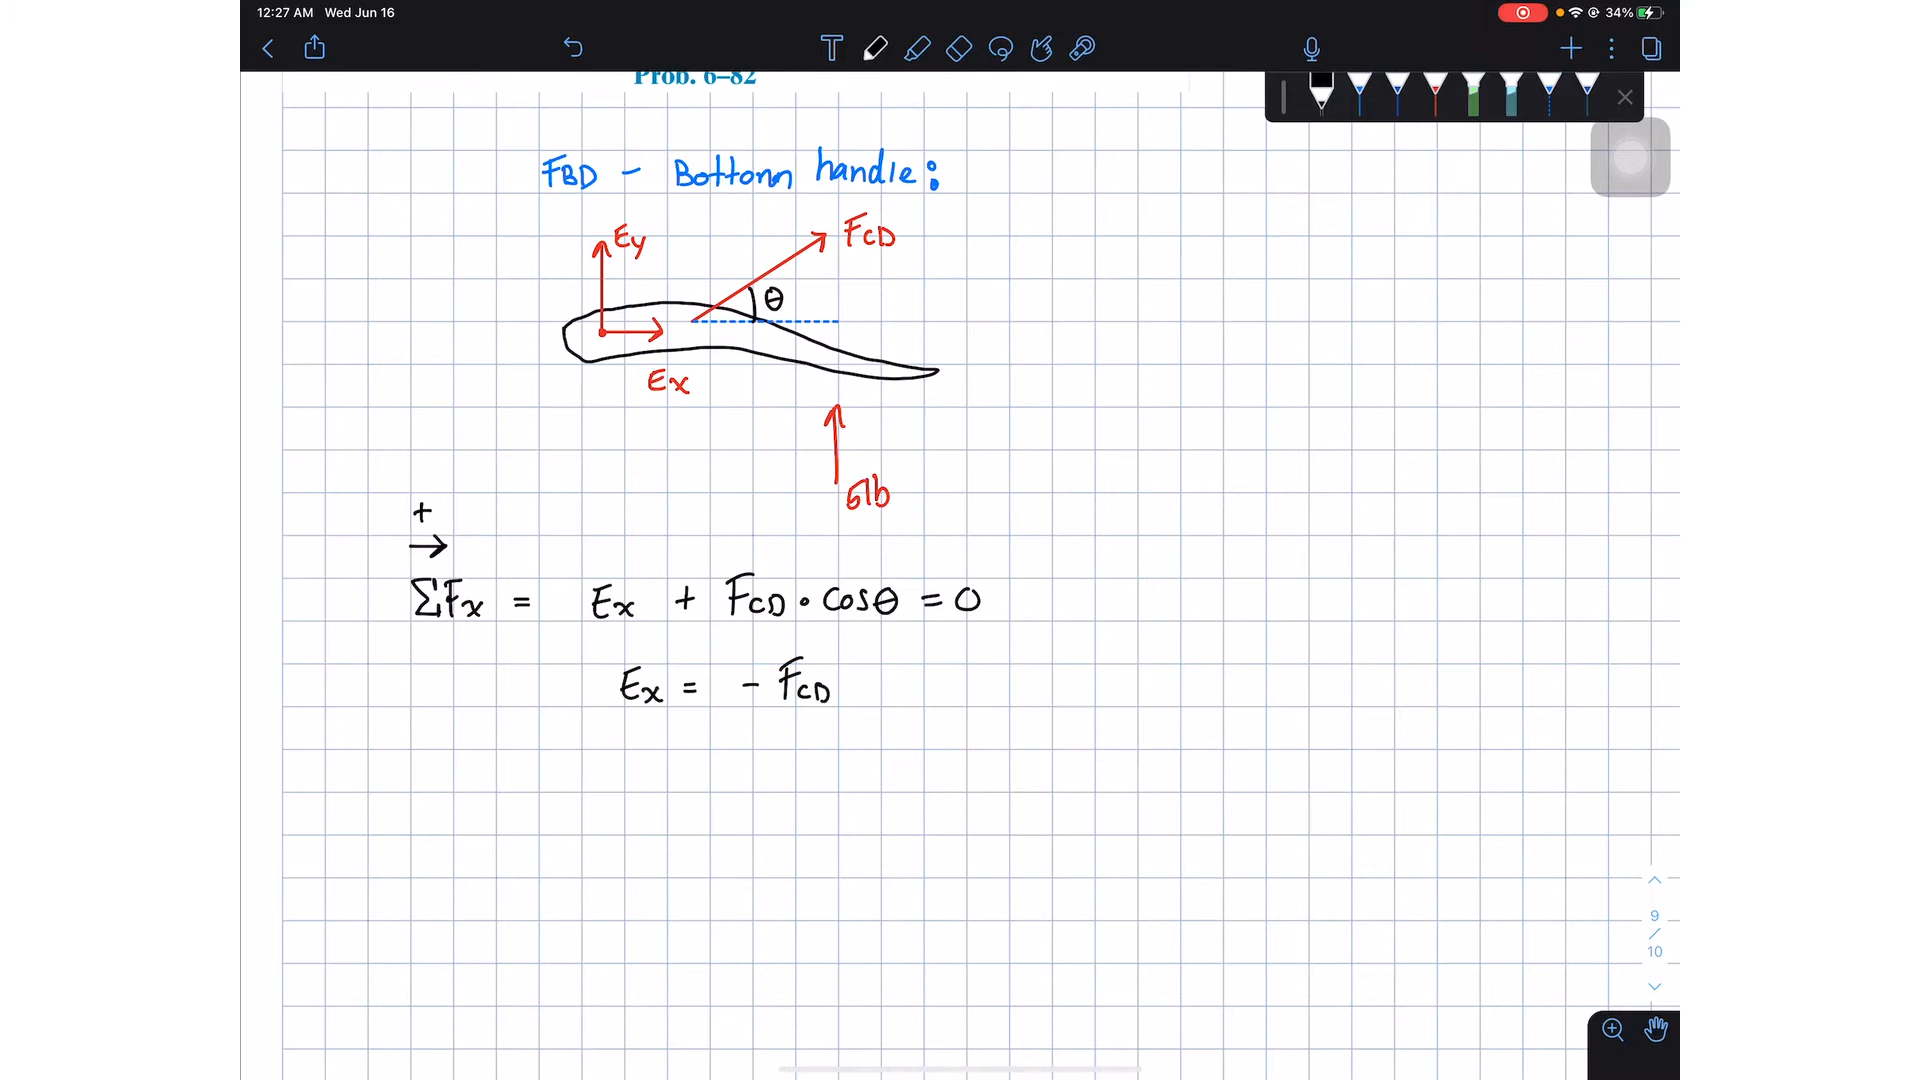 12:27 AM Wed Jun 16
34%
Prob. 6–82
FBD - Bottom handle:
Ey
FCD
θ
Ex
5lb
+
→
ΣFx = Ex + FCD · cosθ = 0
Ex = - FCD
9
/
10